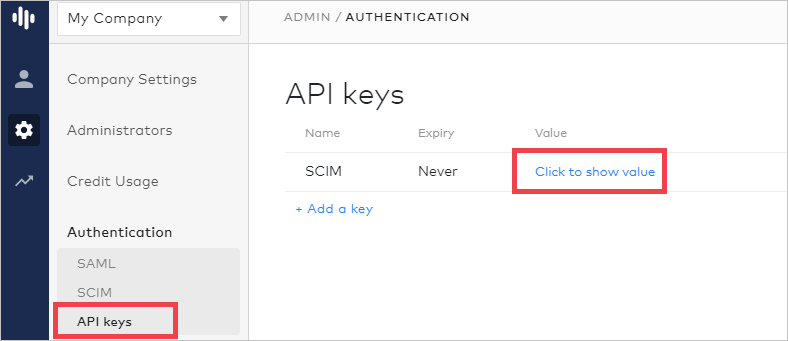 My Company
ADMIN / AUTHENTICATION
Company Settings
Administrators
Credit Usage
Authentication
SAML
SCIM
API keys
API keys
Name Expiry Value
SCIM Never Click to show value
+ Add a key